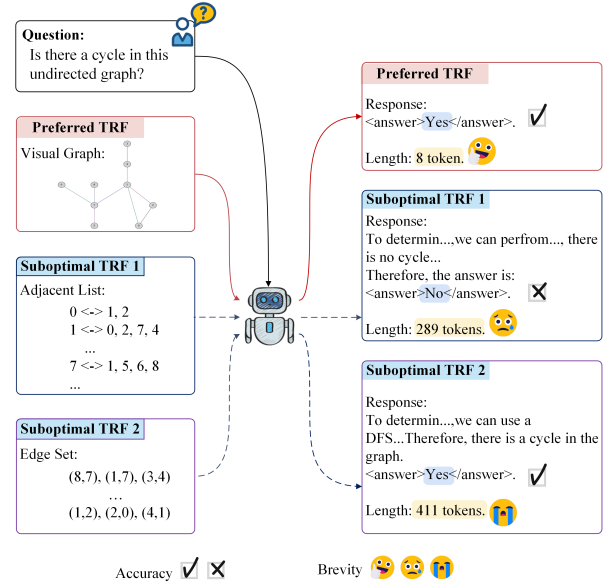 Question:
Is there a cycle in this
undirected graph?
Preferred TRF
Visual Graph:
Suboptimal TRF 1
Adjacent List:
0 <-> 1, 2
1 <-> 0, 2, 7, 4
...
7 <-> 1, 5, 6, 8
...
Suboptimal TRF 2
Edge Set:
(8,7), (1,7), (3,4)
...
(1,2), (2,0), (4,1)
Preferred TRF
Response:
<answer>Yes</answer>.
Length: 8 token.
Suboptimal TRF 1
Response:
To determin...,we can perfrom..., there
is no cycle...
Therefore, the answer is:
<answer>No</answer>.
Length: 289 tokens.
Suboptimal TRF 2
Response:
To determin...,we can use a
DFS...Therefore, there is a cycle in the
graph.
<answer>Yes</answer>.
Length: 411 tokens.
Accuracy
Brevity